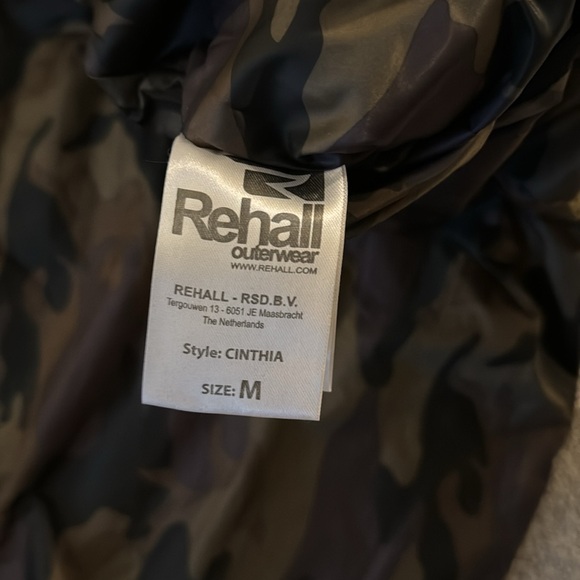 Rehall
outerwear
WWW.REHALL.COM
REHALL - RSD.B.V.
Tergouwen 13 - 6051 JE Maasbracht
The Netherlands
Style: CINTHIA
SIZE: M